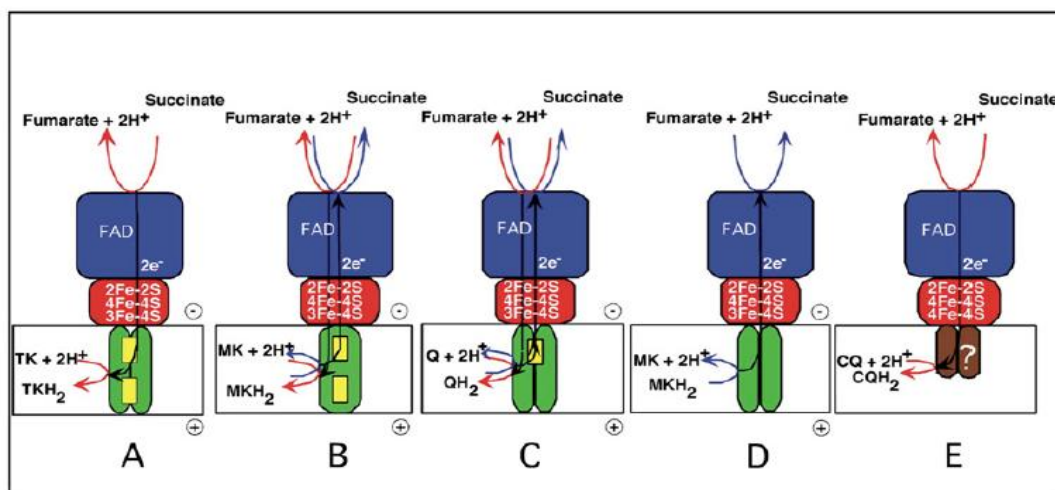 Succinate
Fumarate + 2H+
FAD
2e-
2Fe-2S
4Fe-4S
3Fe-4S
-
TK + 2H+
TKH2
+
A
Succinate
Fumarate + 2H+
FAD
2e-
2Fe-2S
4Fe-4S
3Fe-4S
-
MK + 2H+
MKH2
+
B
Succinate
Fumarate + 2H+
FAD
2e-
2Fe-2S
4Fe-4S
3Fe-4S
-
Q + 2H+
QH2
+
C
Succinate
Fumarate + 2H+
FAD
2e-
2Fe-2S
4Fe-4S
3Fe-4S
-
MK + 2H+
MKH2
+
D
Succinate
Fumarate + 2H+
FAD
2e-
2Fe-2S
4Fe-4S
4Fe-4S
?
CQ + 2H+
CQH2
E